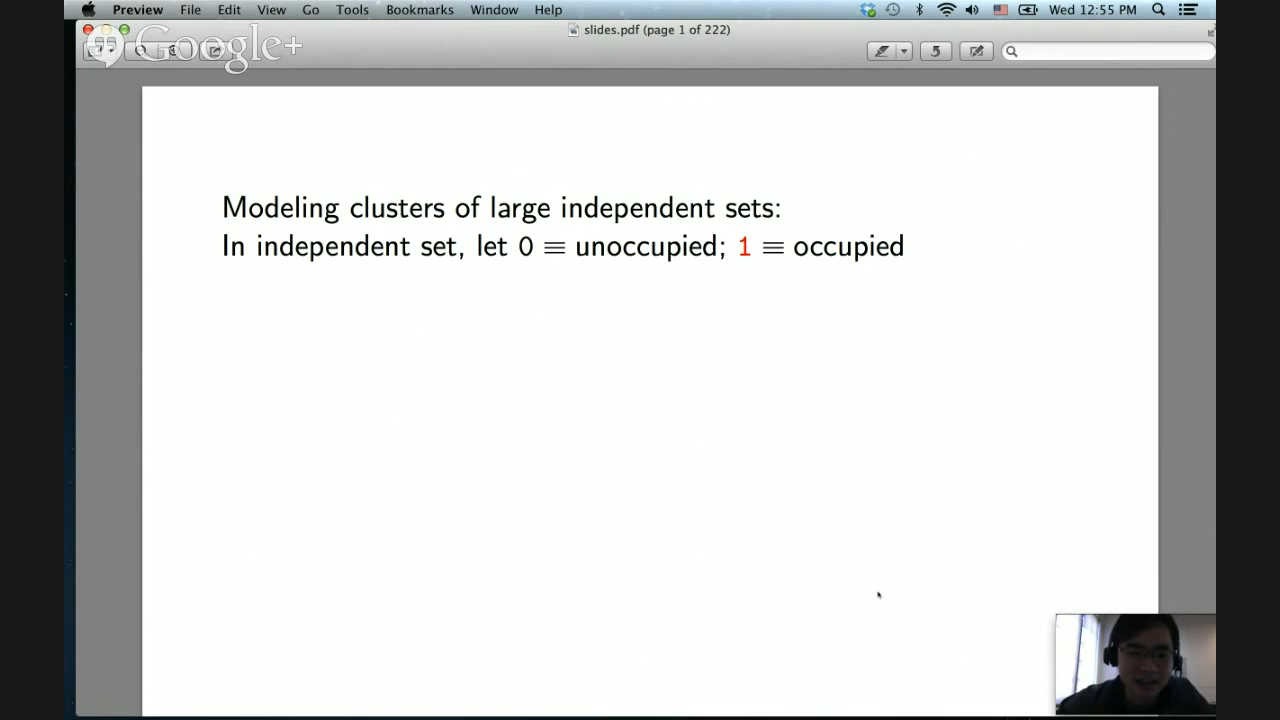 Preview File Edit View Go Tools Bookmarks Window Help Wed 12:55 PM
slides.pdf (page 1 of 222)
Google+
Modeling clusters of large independent sets:
In independent set, let 0 ≡ unoccupied; 1 ≡ occupied